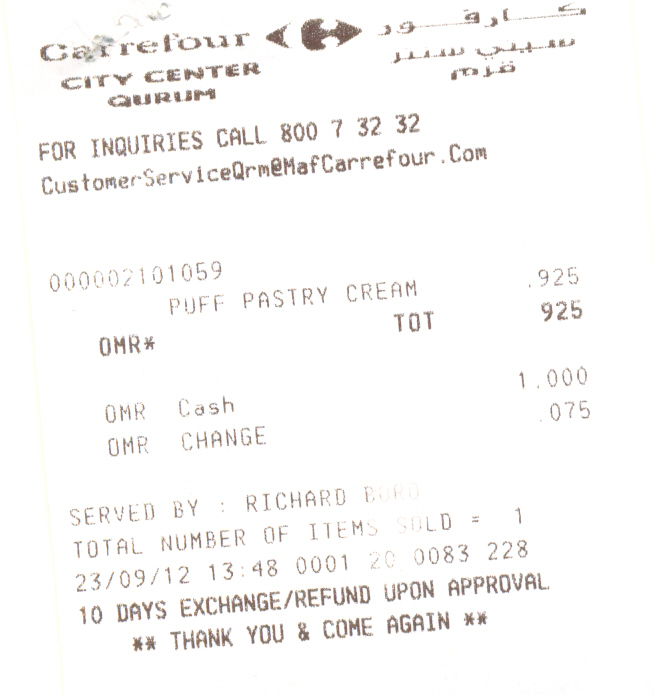 Carrefour كارفور
CITY CENTER سيتي سنتر
QURUM قرم
FOR INQUIRIES CALL 800 7 32 32
CustomerServiceQrm@MafCarrefour.Com
000002101059
PUFF PASTRY CREAM .925
OMR* TOT 925
OMR Cash 1.000
OMR CHANGE .075
SERVED BY : RICHARD
TOTAL NUMBER OF ITEMS SOLD = 1
23/09/12 13:48 0001 20 0083 228
10 DAYS EXCHANGE/REFUND UPON APPROVAL
** THANK YOU & COME AGAIN **